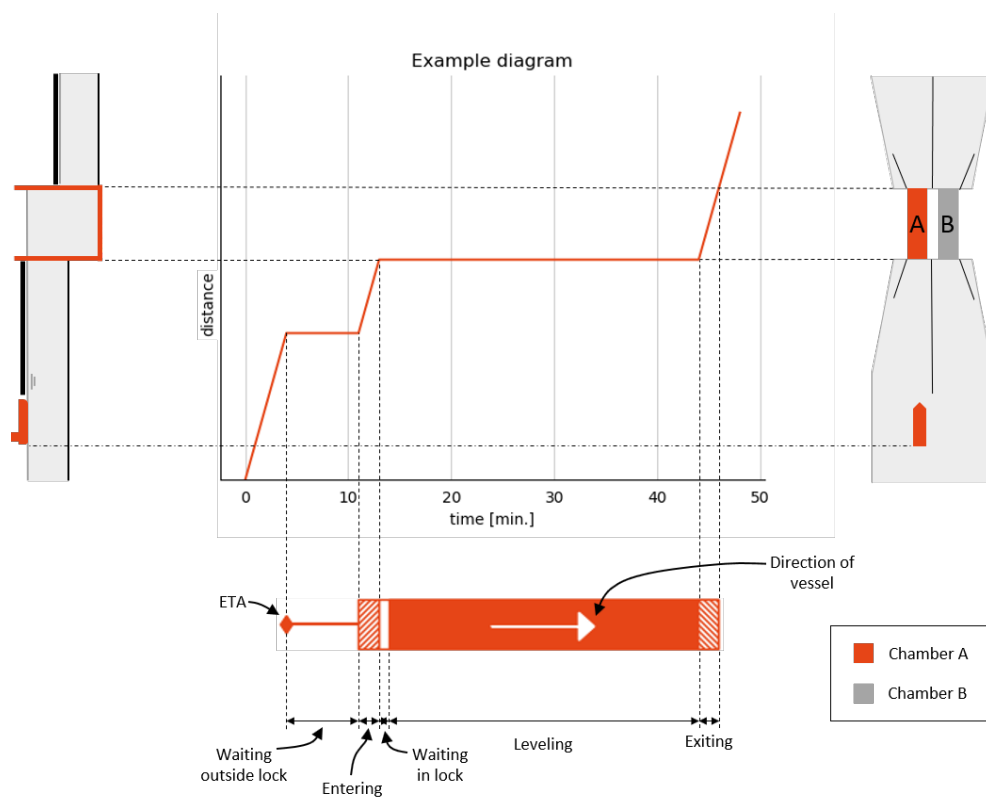 Example diagram
distance
A
B
0
10
20
30
40
50
time [min.]
Direction of
vessel
ETA
Chamber A
Chamber B
Waiting
outside lock
Entering
Waiting
in lock
Leveling
Exiting